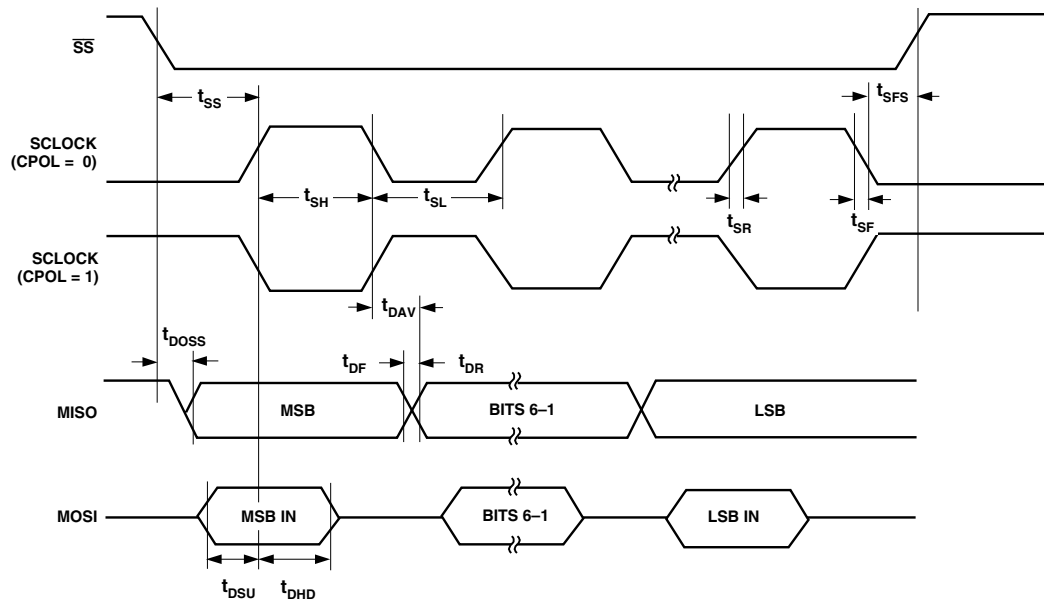 SS
tSS
tSFS
SCLOCK
(CPOL = 0)
tSH
tSL
tSR
tSF
SCLOCK
(CPOL = 1)
tDAV
tDOSS
tDF
tDR
MISO
MSB
BITS 6–1
LSB
MOSI
MSB IN
BITS 6–1
LSB IN
tDSU
tDHD